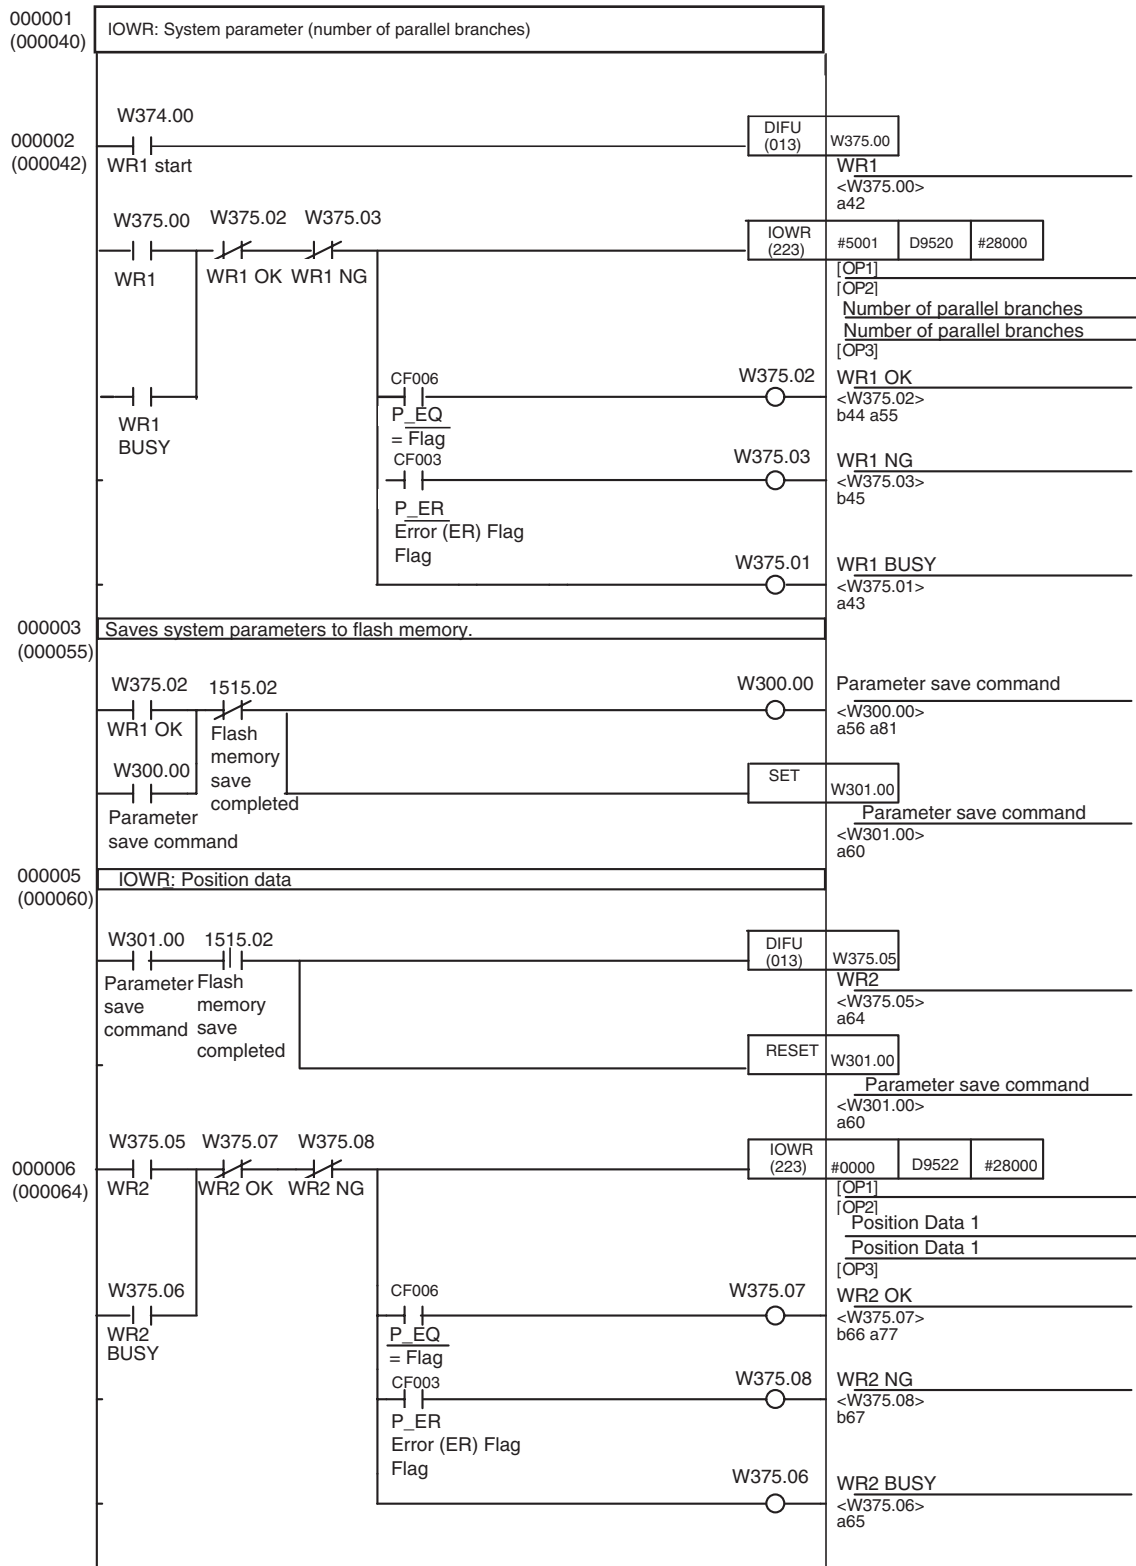 000001
(000040)
IOWR: System parameter (number of parallel branches)
W374.00
000002
(000042)
WR1 start
DIFU
(013)
W375.00
WR1
<W375.00>
a42
W375.00 W375.02 W375.03
WR1 WR1 OK WR1 NG
IOWR
(223)
#5001 D9520 #28000
[OP1]
[OP2]
Number of parallel branches
Number of parallel branches
[OP3]
WR1
BUSY
CF006
P_EQ
= Flag
W375.02
WR1 OK
<W375.02>
b44 a55
CF003
P_ER
Error (ER) Flag
Flag
W375.03
WR1 NG
<W375.03>
b45
W375.01
WR1 BUSY
<W375.01>
a43
000003
(000055)
Saves system parameters to flash memory.
W375.02 1515.02
WR1 OK
Flash
memory
save
completed
W300.00
Parameter save command
<W300.00>
a56 a81
W300.00
Parameter
save command
SET
W301.00
Parameter save command
<W301.00>
a60
000005
(000060)
IOWR: Position data
W301.00 1515.02
Parameter
save
command
Flash
memory
save
completed
DIFU
(013)
W375.05
WR2
<W375.05>
a64
RESET
W301.00
Parameter save command
<W301.00>
a60
W375.05 W375.07 W375.08
000006
(000064)
WR2 WR2 OK WR2 NG
IOWR
(223)
#0000 D9522 #28000
[OP1]
[OP2]
Position Data 1
Position Data 1
[OP3]
W375.06
WR2
BUSY
CF006
P_EQ
= Flag
W375.07
WR2 OK
<W375.07>
b66 a77
CF003
P_ER
Error (ER) Flag
Flag
W375.08
WR2 NG
<W375.08>
b67
W375.06
WR2 BUSY
<W375.06>
a65